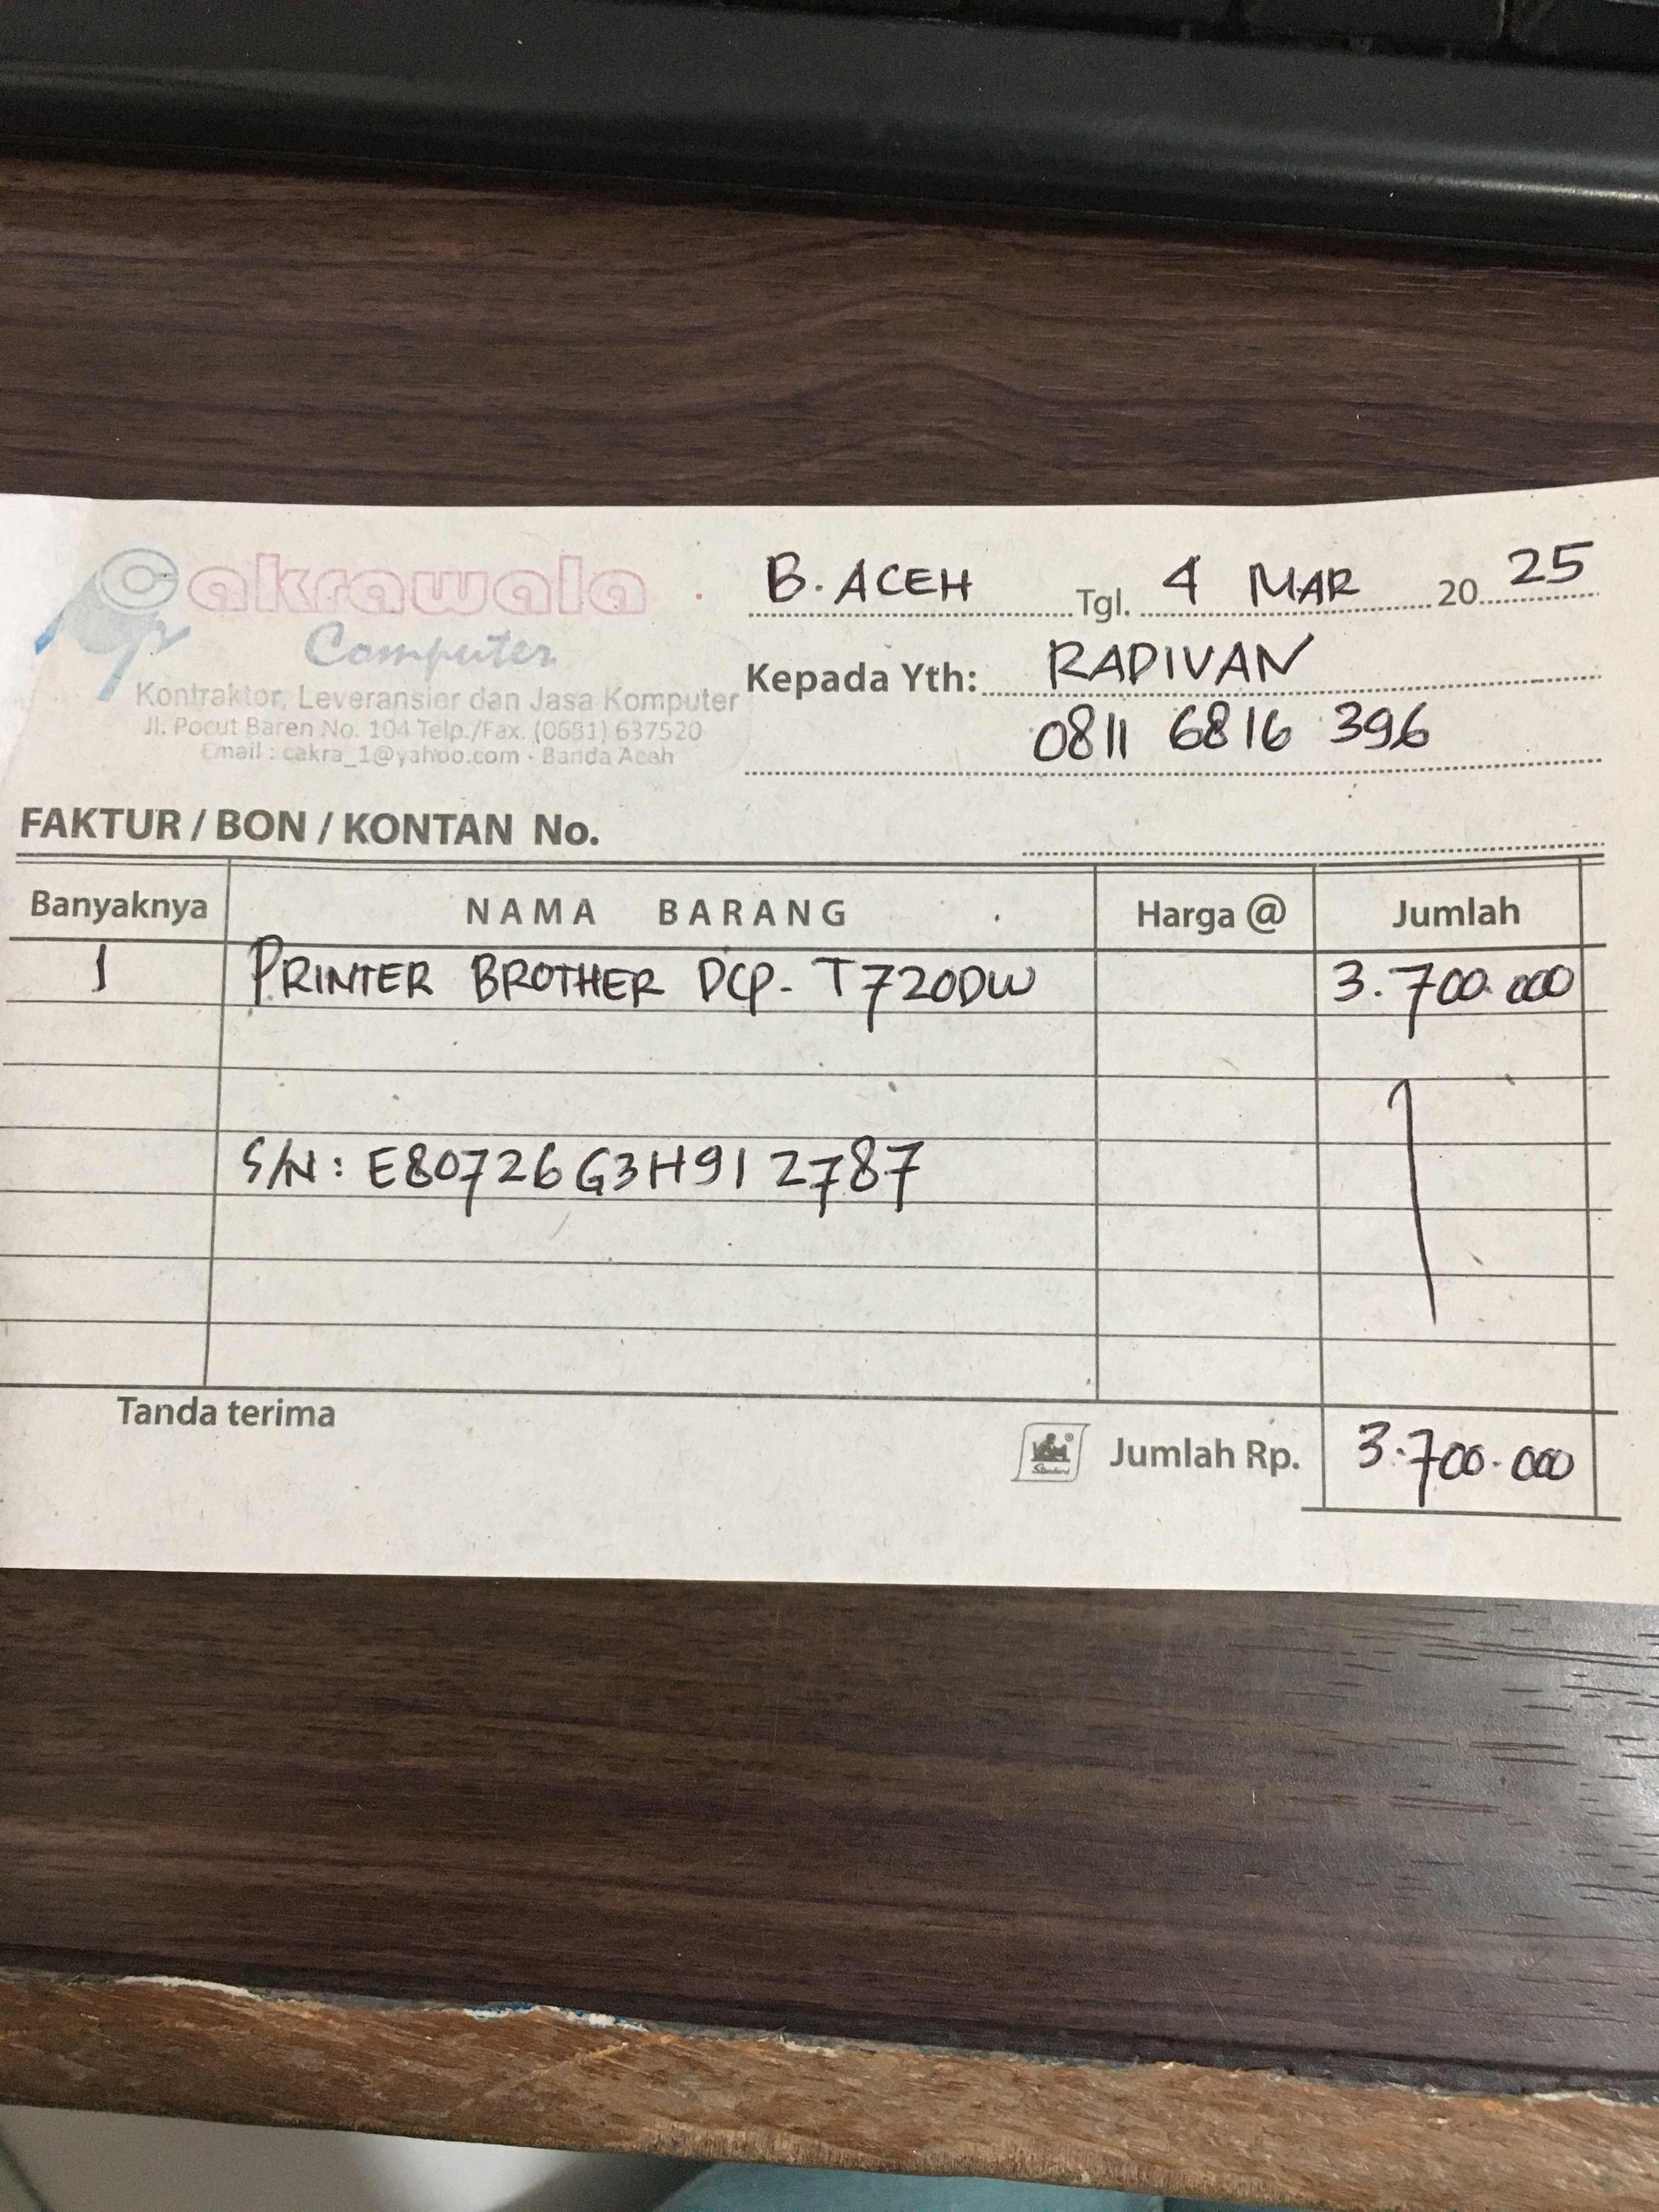 Cakrawala
Computer
Kontraktor, Leveransier dan Jasa Komputer
Jl. Pocut Baren No. 104 Telp./Fax. (0651) 637520
Email : cakra_1@yahoo.com - Banda Aceh
B. ACEH Tgl. 4 MAR 20 25
Kepada Yth: RADIVAN
0811 6816 396
FAKTUR / BON / KONTAN No.
Banyaknya NAMA BARANG Harga @ Jumlah
1 PRINTER BROTHER DCP- T720DW 3.700.000
S/N: E80726G3H912787
Tanda terima
Jumlah Rp. 3.700.000